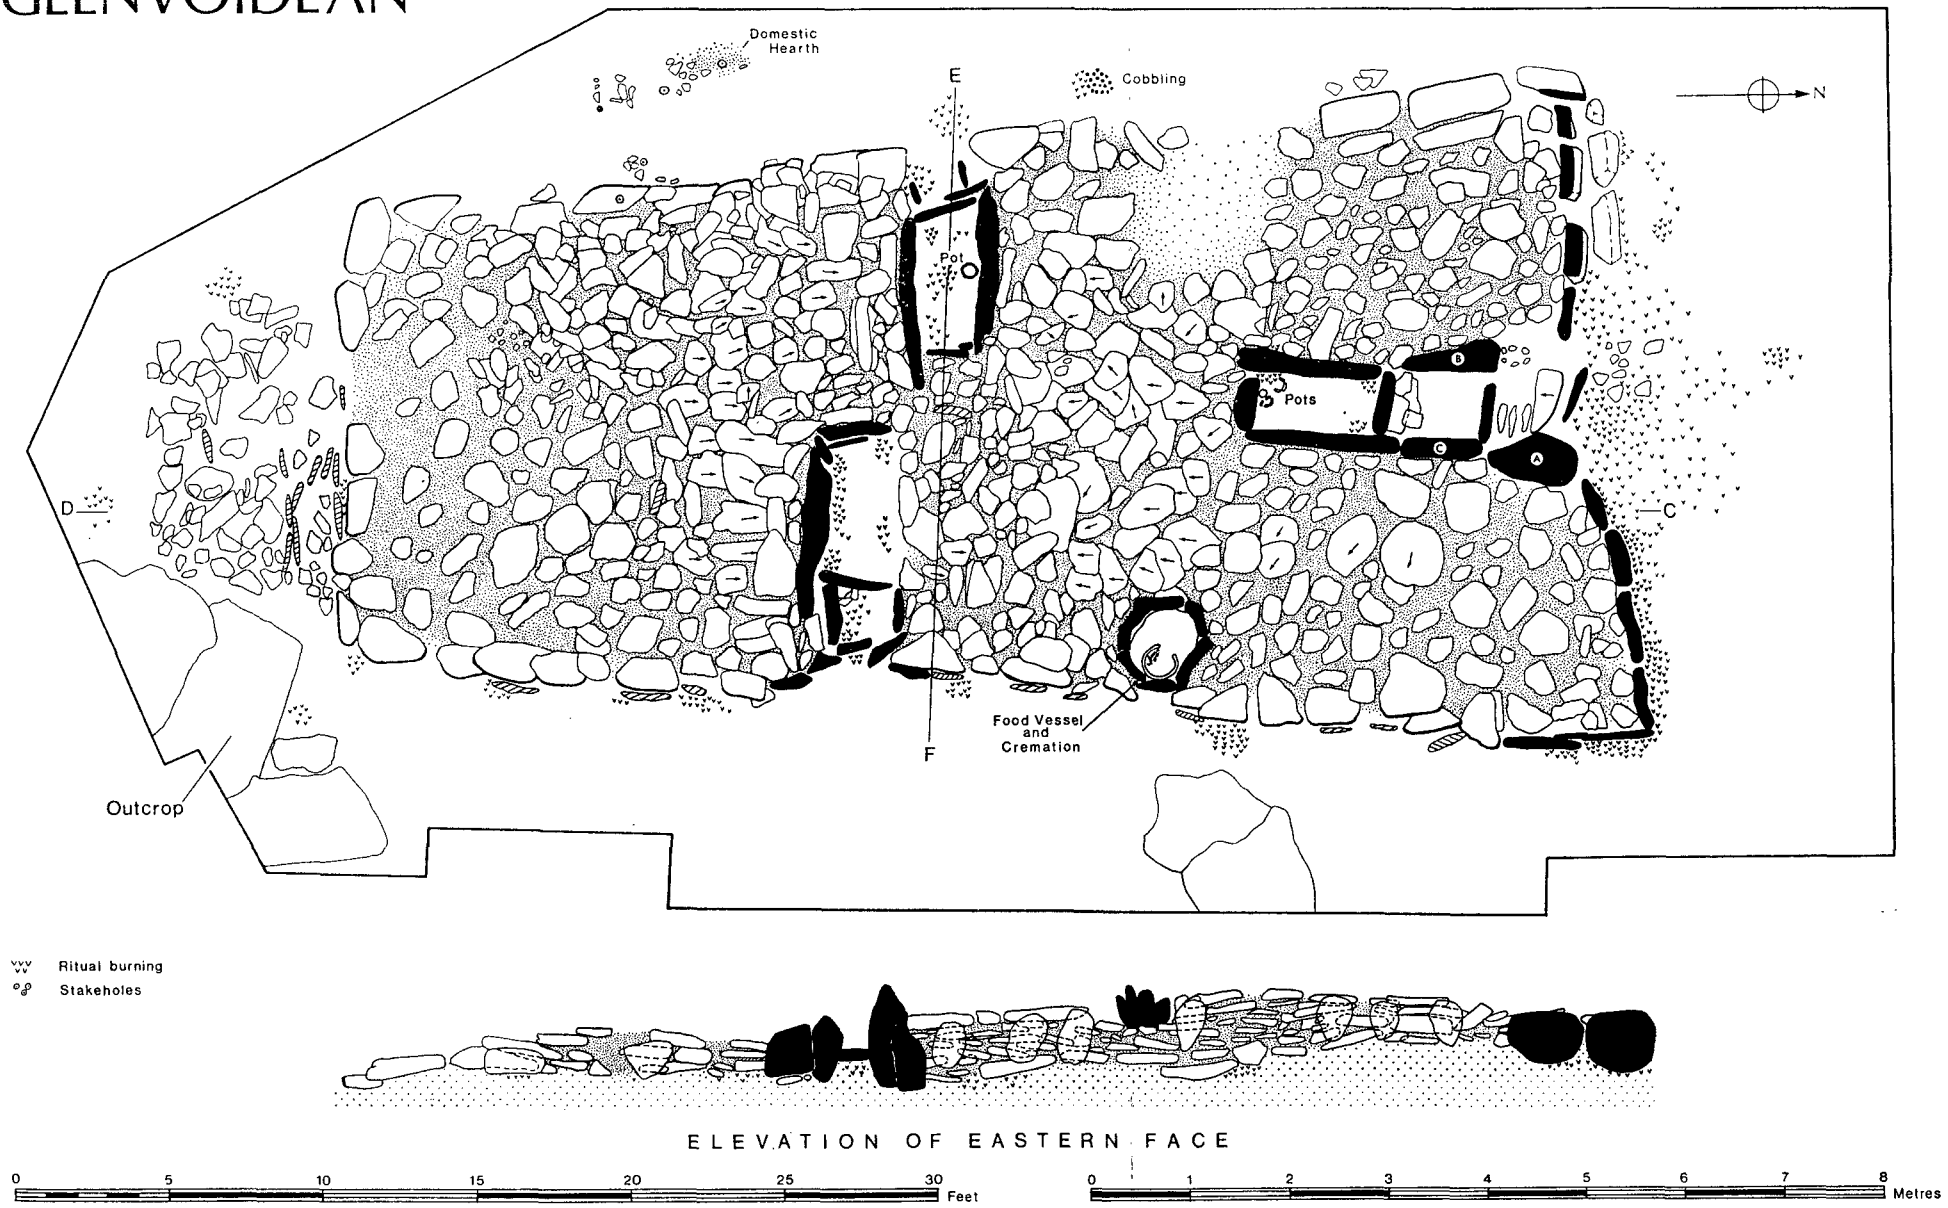 GLENVOIDEAN
Domestic
Hearth
E
Cobbling
N
Pot
B
Pots
C
A
D
C
Food Vessel
and
Cremation
F
Outcrop
Ritual burning
Stakeholes
ELEVATION OF EASTERN FACE
0 5 10 15 20 25 30 Feet
0 1 2 3 4 5 6 7 8 Metres